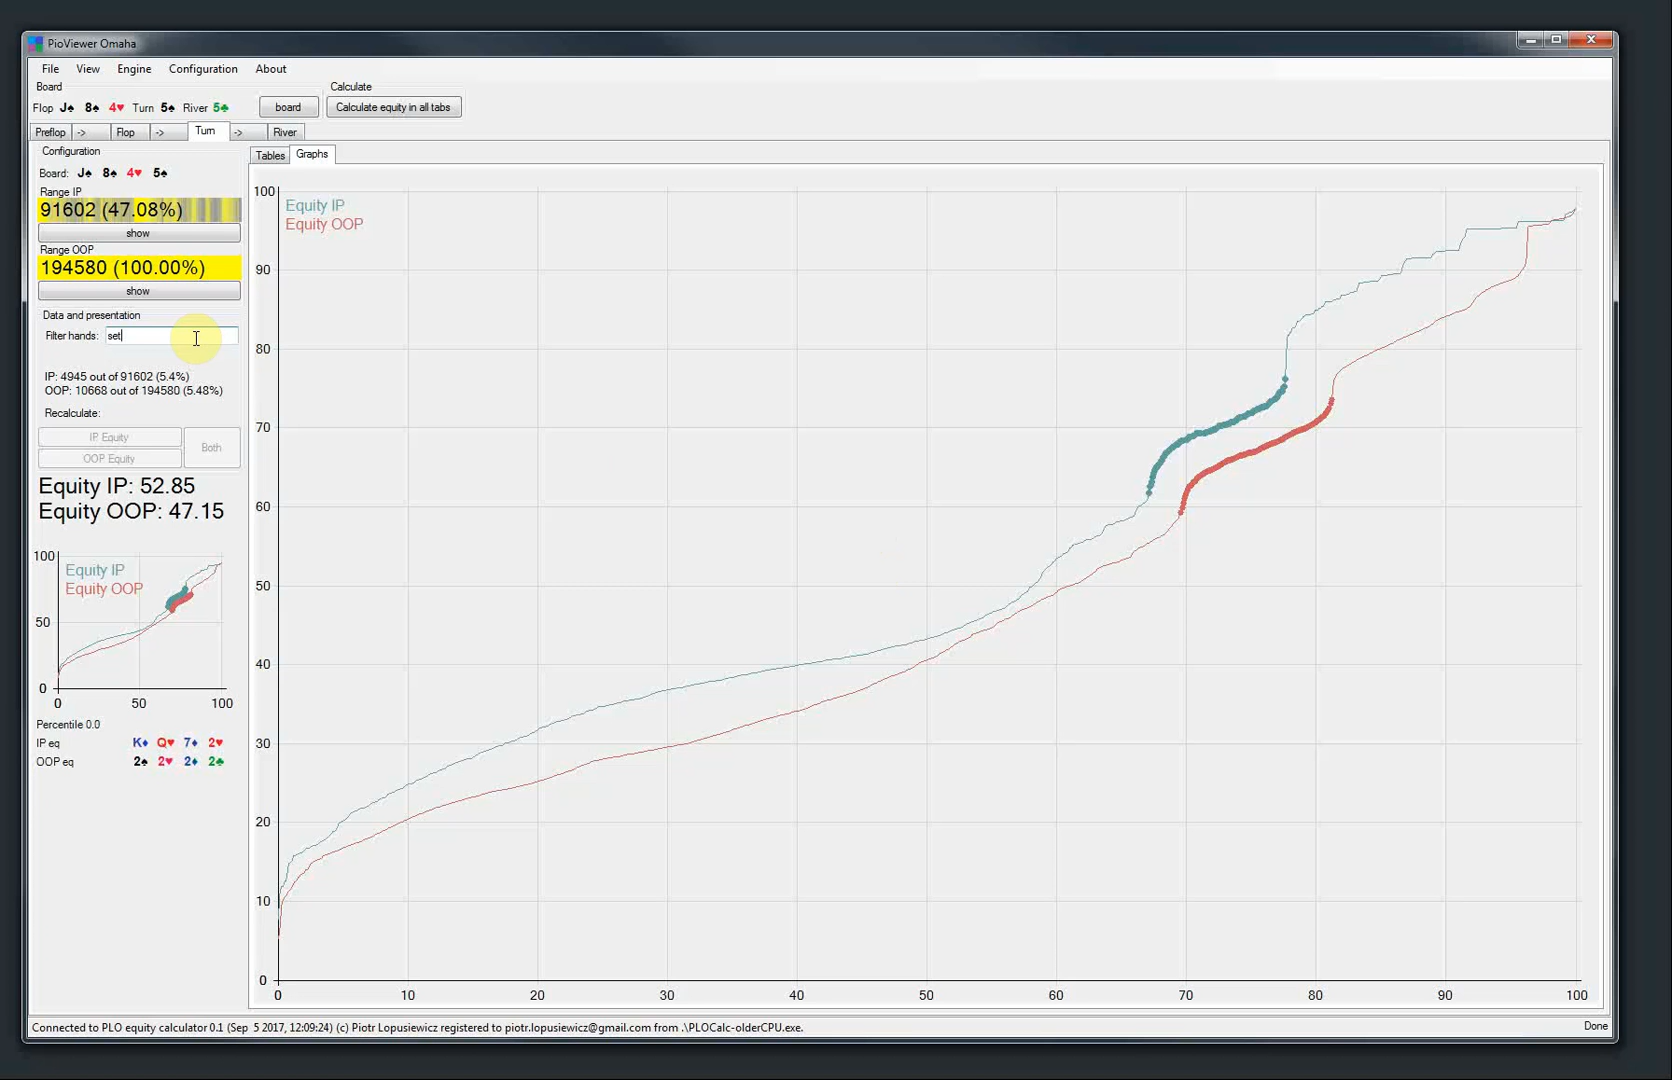 PioViewer Omaha
File View Engine Configuration About
Board
Calculate
Flop J♠ 8♠ 4♥ Turn 5♠ River 5♣
board
Calculate equity in all tabs
Preflop -> Flop -> Turn -> River
Configuration
Board: J♠ 8♠ 4♥ 5♠
Range IP
91602 (47.08%)
show
Range OOP
194580 (100.00%)
show
Data and presentation
Filter hands: set
IP: 4945 out of 91602 (5.4%)
OOP: 10668 out of 194580 (5.48%)
Recalculate:
IP Equity
OOP Equity
Both
Equity IP: 52.85
Equity OOP: 47.15
100
Equity IP
Equity OOP
50
0
0 50 100
Percentile 0.0
IP eq K♦ Q♥ 7♦ 2♥
OOP eq 2♠ 2♥ 2♦ 2♣
Tables Graphs
100
Equity IP
Equity OOP
90
80
70
60
50
40
30
20
10
0
0 10 20 30 40 50 60 70 80 90 100
Connected to PLO equity calculator 0.1 (Sep 5 2017, 12:09:24) (c) Piotr Lopusiewicz registered to piotr.lopusiewicz@gmail.com from .\PLOCalc-olderCPU.exe.
Done